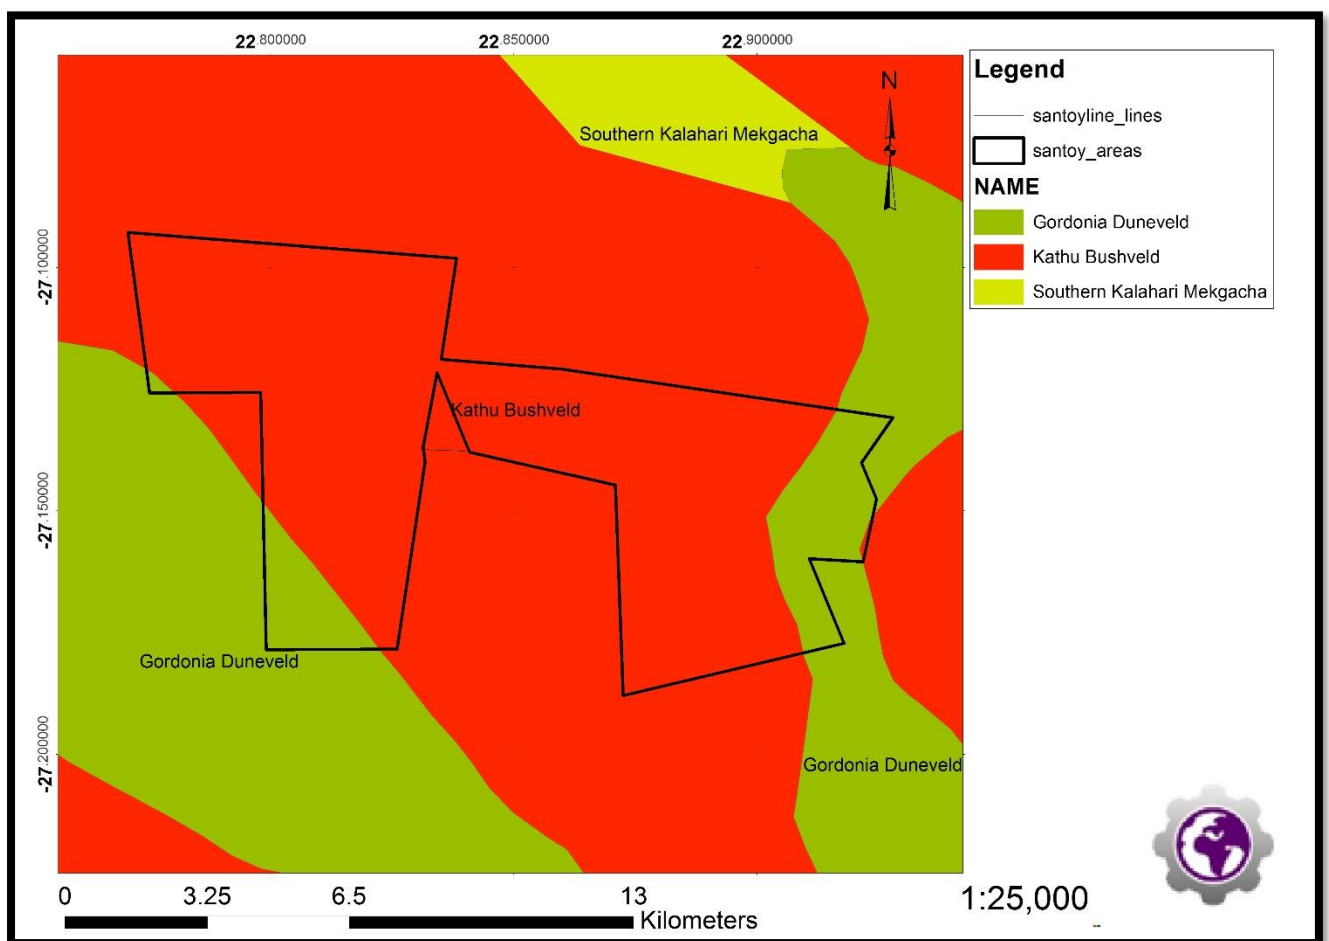 22.800000 22.850000 22.900000
N
Legend
santoyline_lines
santoy_areas
NAME
Gordonia Duneveld
Kathu Bushveld
Southern Kalahari Mekgacha
Southern Kalahari Mekgacha
-27.100000
Kathu Bushveld
-27.150000
Gordonia Duneveld
-27.200000
Gordonia Duneveld
0 3.25 6.5 13
Kilometers
1:25,000